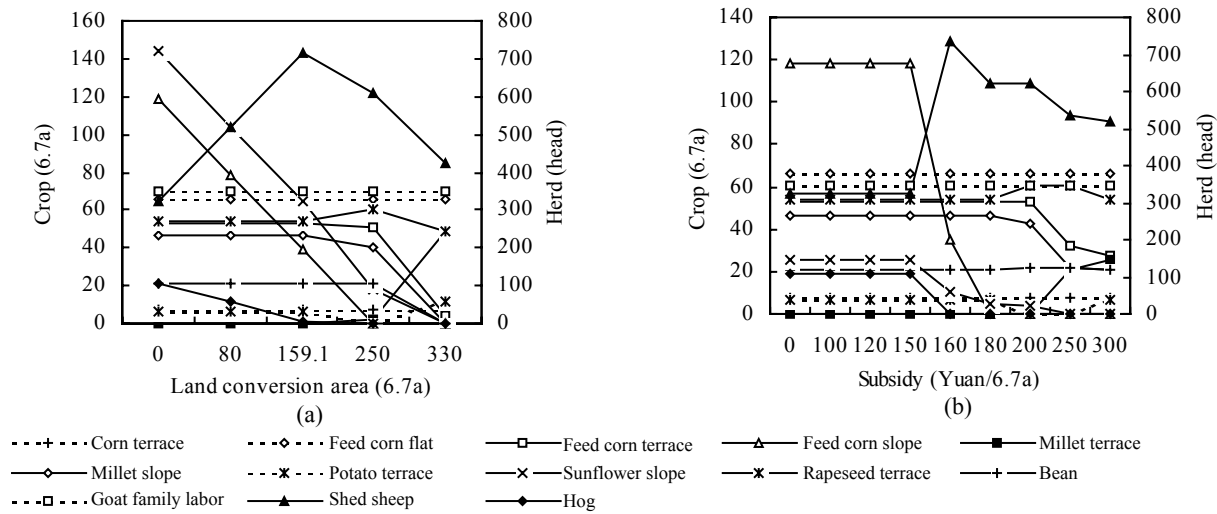 160
140
120
100
80
60
40
20
0
Crop (6.7a)
800
700
600
500
400
300
200
100
0
Herd (head)
0 80 159.1 250 330
Land conversion area (6.7a)
(a)
140
120
100
80
60
40
20
0
Crop (6.7a)
800
700
600
500
400
300
200
100
0
Herd (head)
0 100 120 150 160 180 200 250 300
Subsidy (Yuan/6.7a)
(b)
Corn terrace Feed corn flat Feed corn terrace Feed corn slope Millet terrace
Millet slope Potato terrace Sunflower slope Rapeseed terrace Bean
Goat family labor Shed sheep Hog